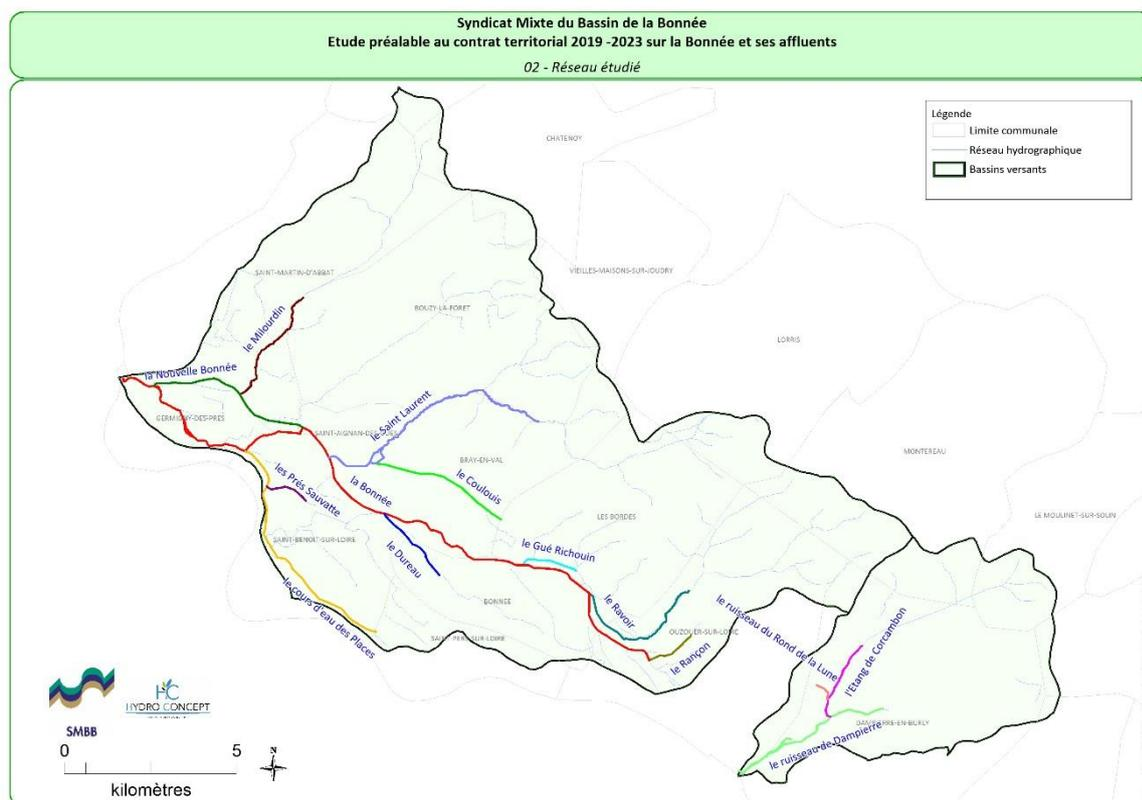 Syndicat Mixte du Bassin de la Bonnée
Etude préalable au contrat territorial 2019 -2023 sur la Bonnée et ses affluents
02 - Réseau étudié
Légende
Limite communale
Réseau hydrographique
Bassins versants
CHATENOY
SAINT-MARTIN-D'ABBAT
VIEILLES-MAISONS-SUR-JOUDRY
BOUZY-LA-FORET
le Milourdin
LORRIS
la Nouvelle Bonnée
GERMIGNY-DES-PRES
le Saint Laurent
SAINT-AIGNAN-DES-
BRAY-EN-VAL
MONTEREAU
les Prés Sauvatte
la Bonnée
le Coulouis
LES BORDES
LE MOULINET-SUR-SOLIN
SAINT-BENOIT-SUR-LOIRE
le Dureau
le Gué Richouin
le cours d'eau des Places
BONNEE
le Ravoir
le ruisseau du Rond de la Lune
SAINT-PERE-SUR-LOIRE
OUZOUER-SUR-LOIRE
le Rançon
l'Etang de Corcambon
DAMPIERRE-EN-BURLY
le ruisseau de Dampierre
SMBB
HC
HYDRO CONCEPT
0 5
kilomètres
N